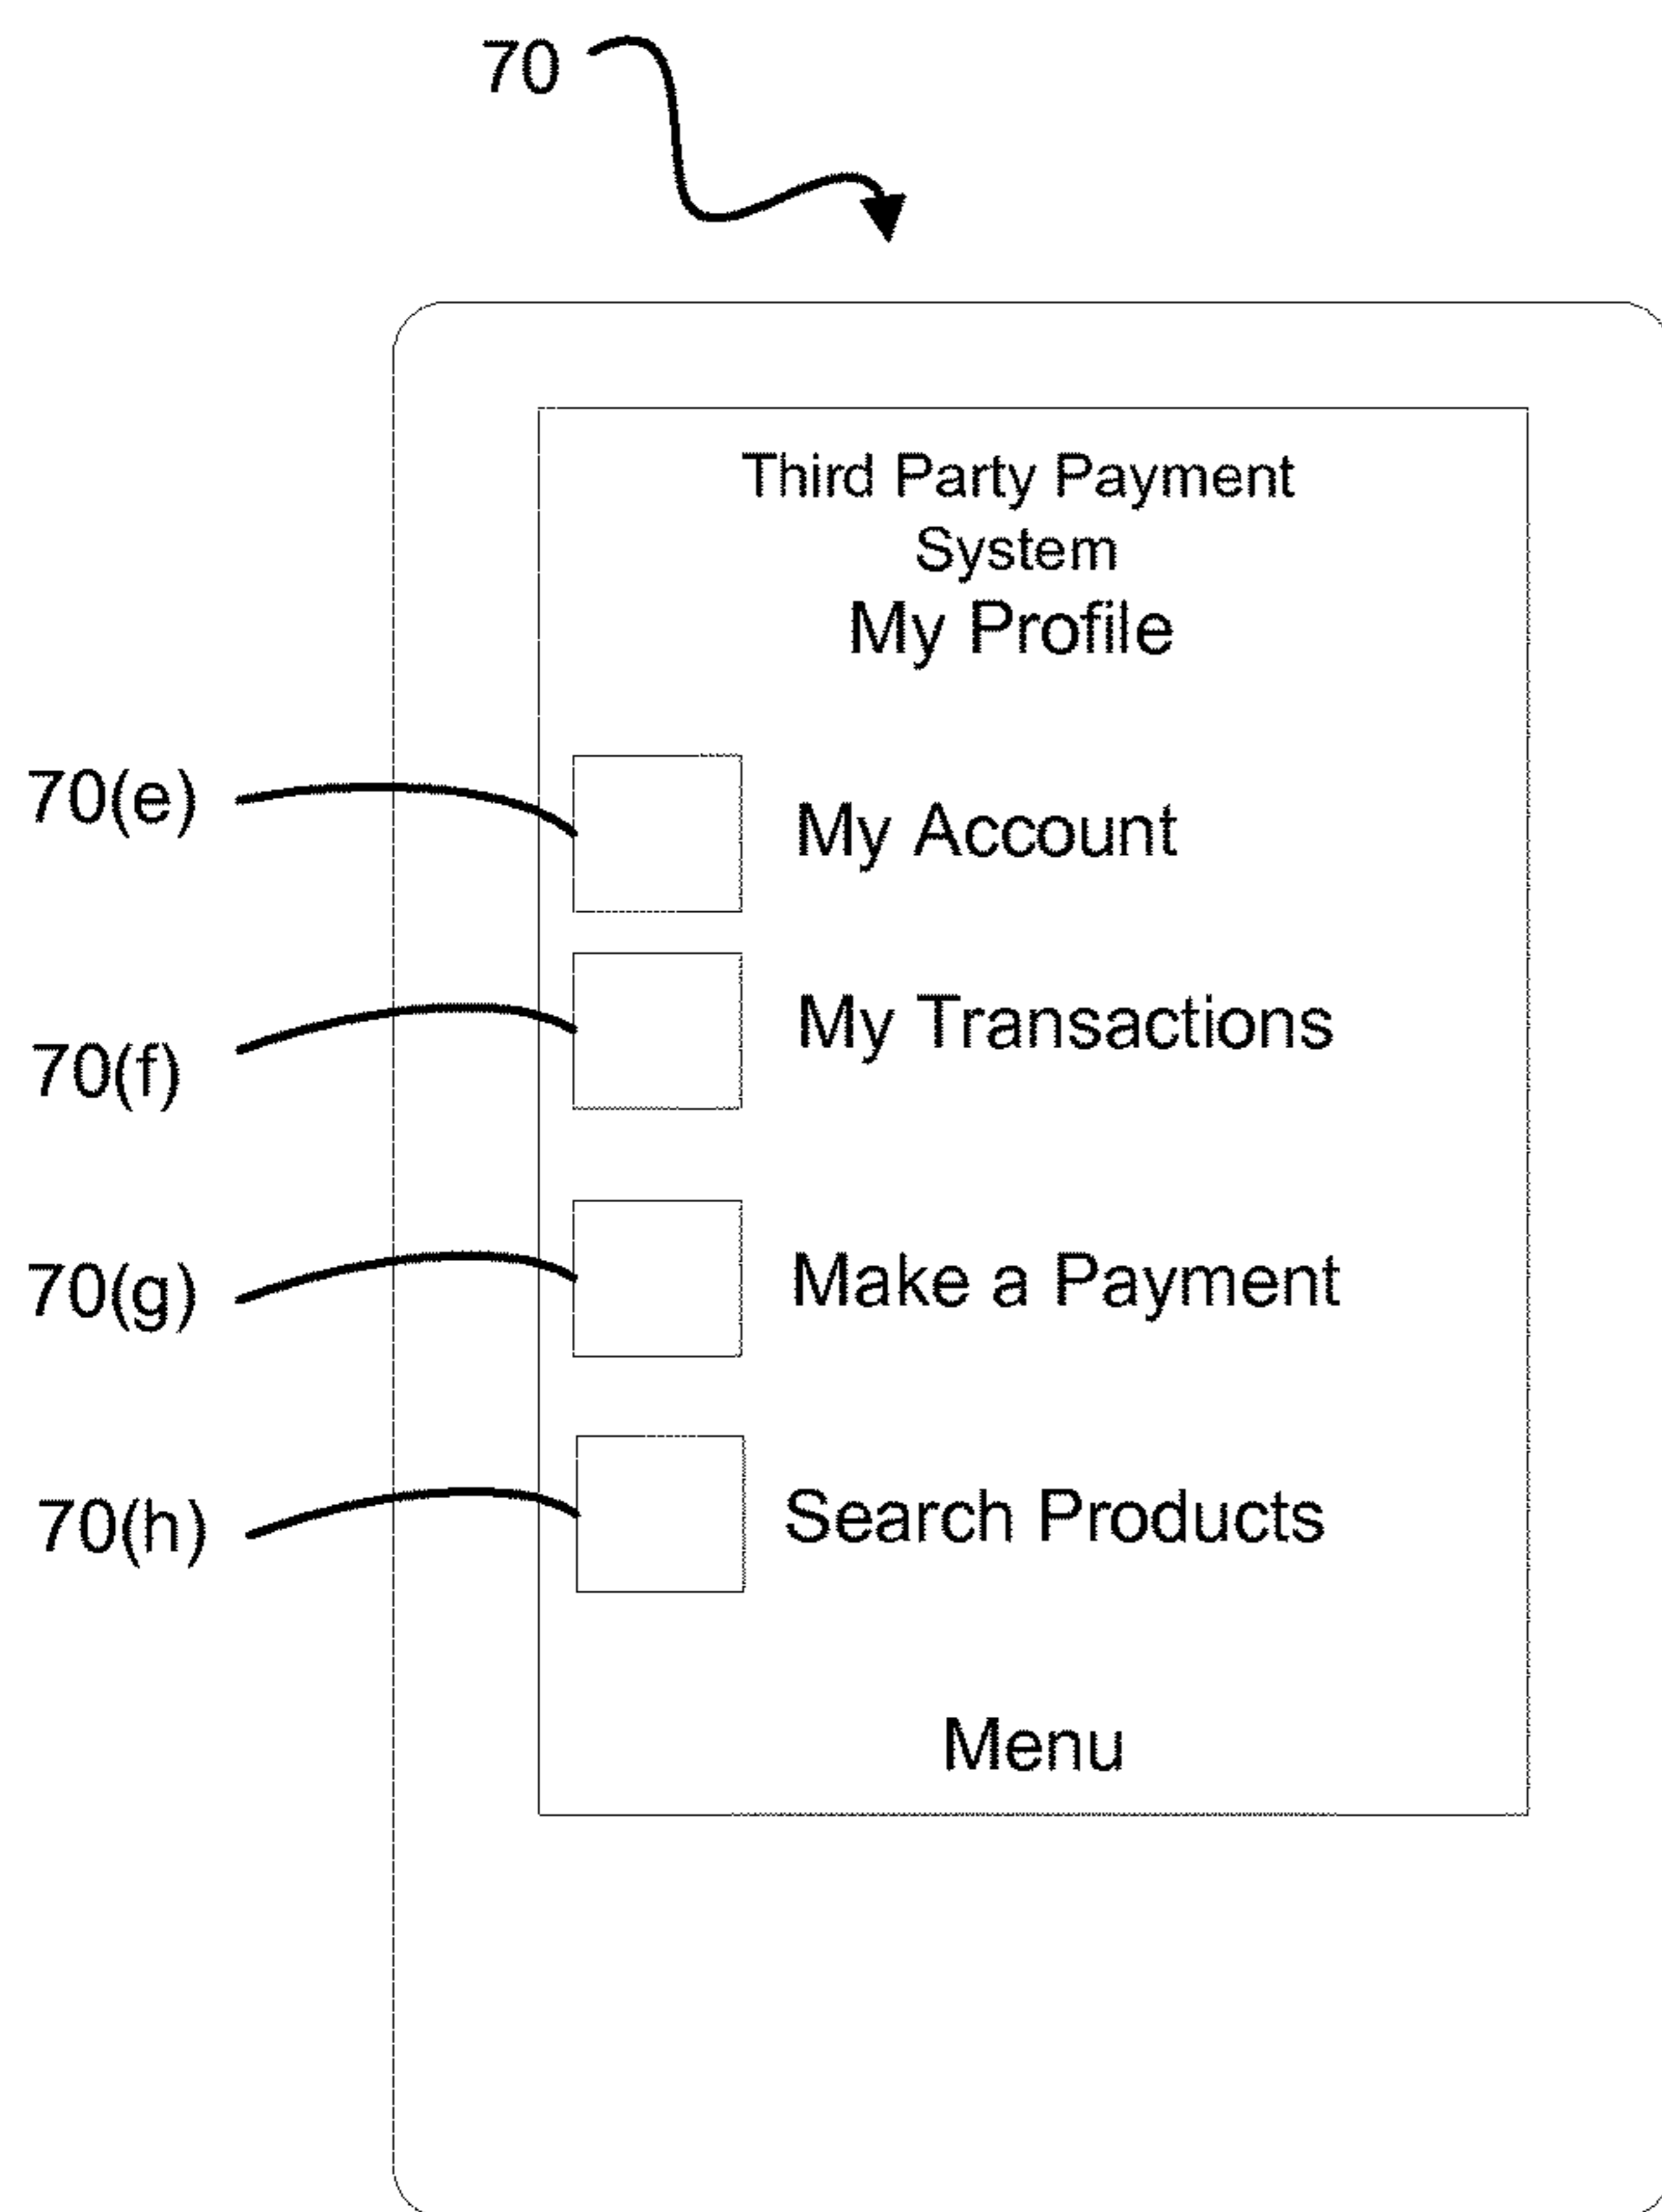 70
Third Party Payment
System
My Profile
70(e)
My Account
My Transactions
70(f)
Make a Payment
70(g)
Search Products
70(h)
Menu